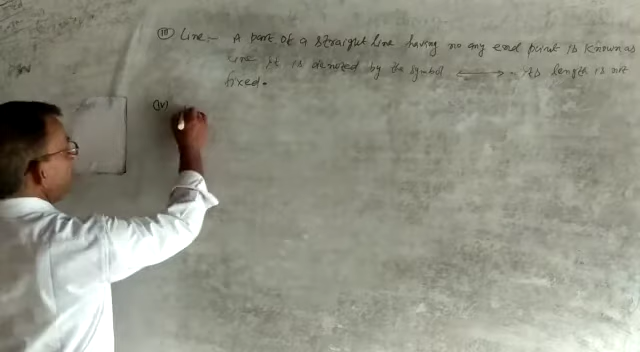 (iii) Line:- A part of a straight line having no any end point is known as
line. It is denoted by the symbol ⟷. Its length is not
fixed.
(iv)